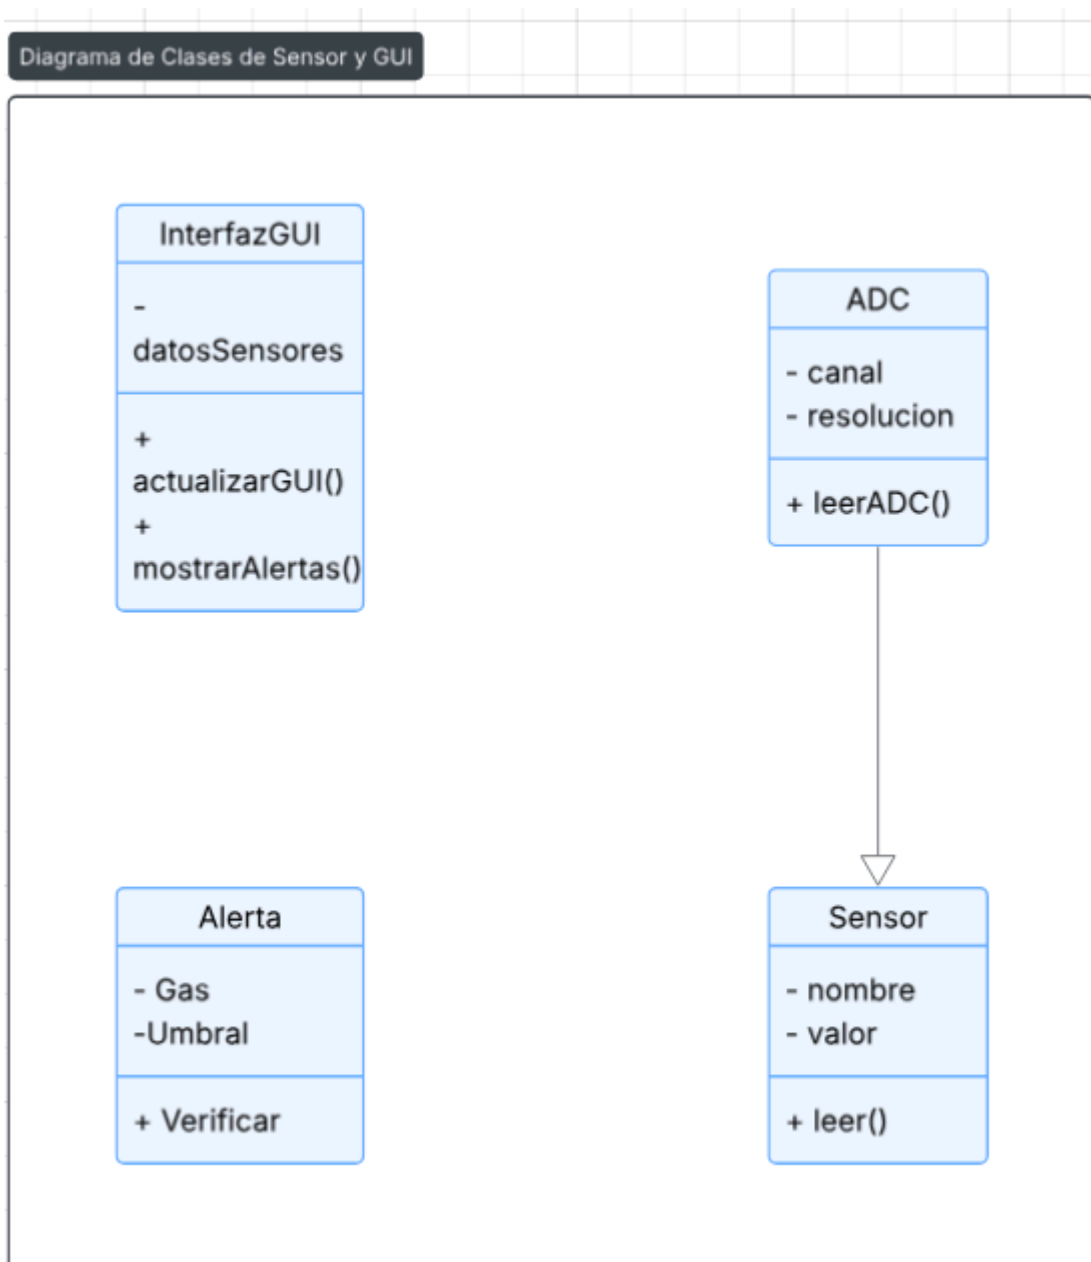 Diagrama de Clases de Sensor y GUI
InterfazGUI
-
datosSensores
+
actualizarGUI()
+
mostrarAlertas()
ADC
- canal
- resolucion
+ leerADC()
Alerta
- Gas
-Umbral
+ Verificar
Sensor
- nombre
- valor
+ leer()